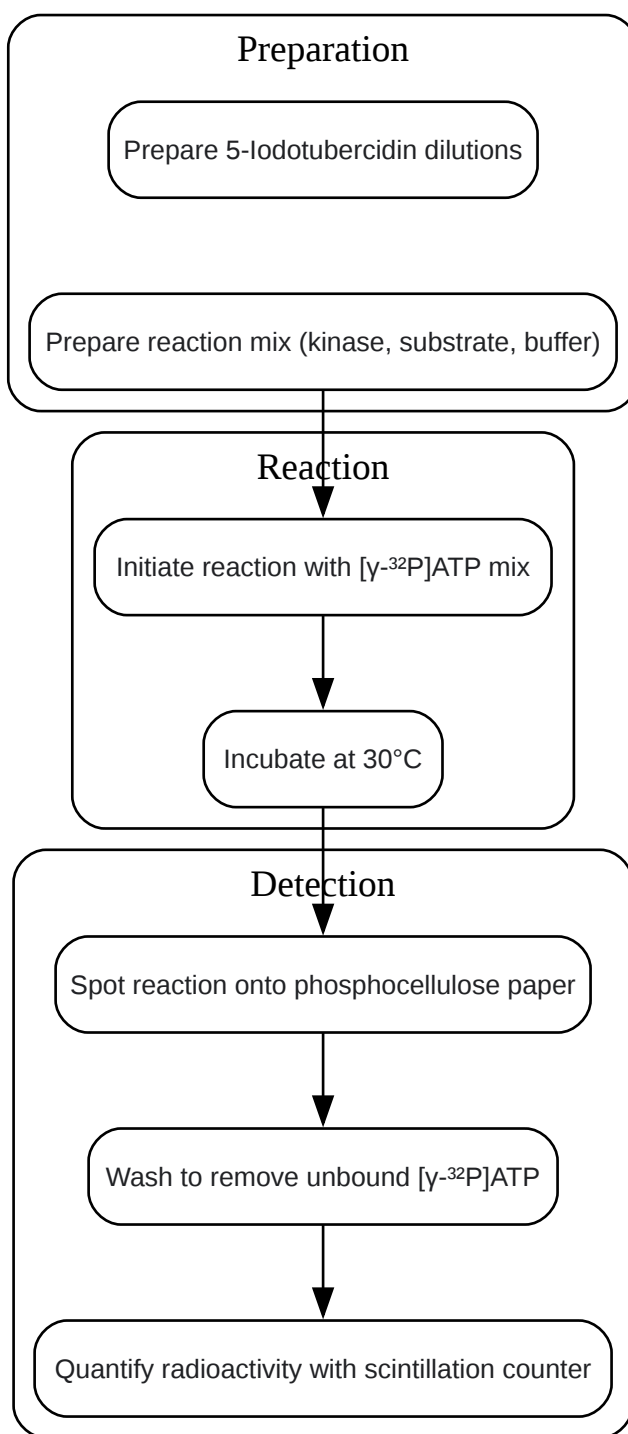 Preparation
Prepare 5-Iodotubercidin dilutions
Prepare reaction mix (kinase, substrate, buffer)
Reaction
Initiate reaction with [γ-³²P]ATP mix
Incubate at 30°C
Detection
Spot reaction onto phosphocellulose paper
Wash to remove unbound [γ-³²P]ATP
Quantify radioactivity with scintillation counter